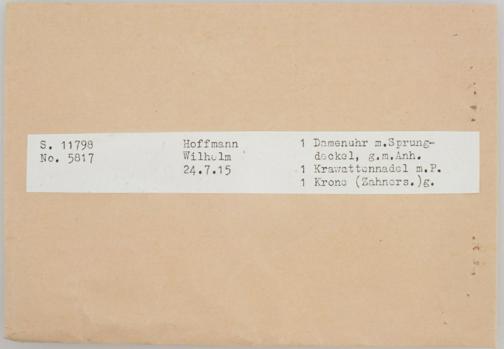 S. 11798
No. 5817
Hoffmann
Wilhelm
24.7.15
1 Damenuhr m.Sprung-
deckel, g.m.Anh.
1 Krawattennadel m.P.
1 Krone (Zahners.)g.